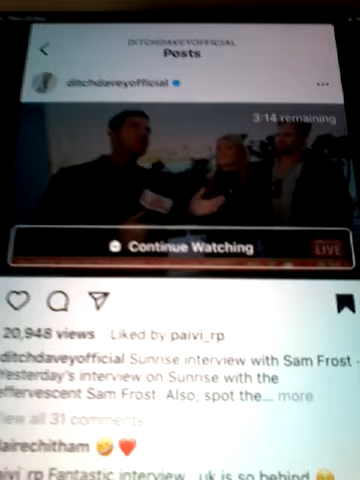 DITCHDAVEYOFFICIAL
Posts
ditchdaveyofficial
3:14 remaining
Continue Watching
LIVE
20,948 views Liked by paivi_rp
ditchdaveyofficial Sunrise interview with Sam Frost -
Yesterday's interview on Sunrise with the
effervescent Sam Frost. Also, spot the... more
View all 31 comments
lairechitham 🤣 ❤️
aivi_rp Fantastic interview.. uk is so behind